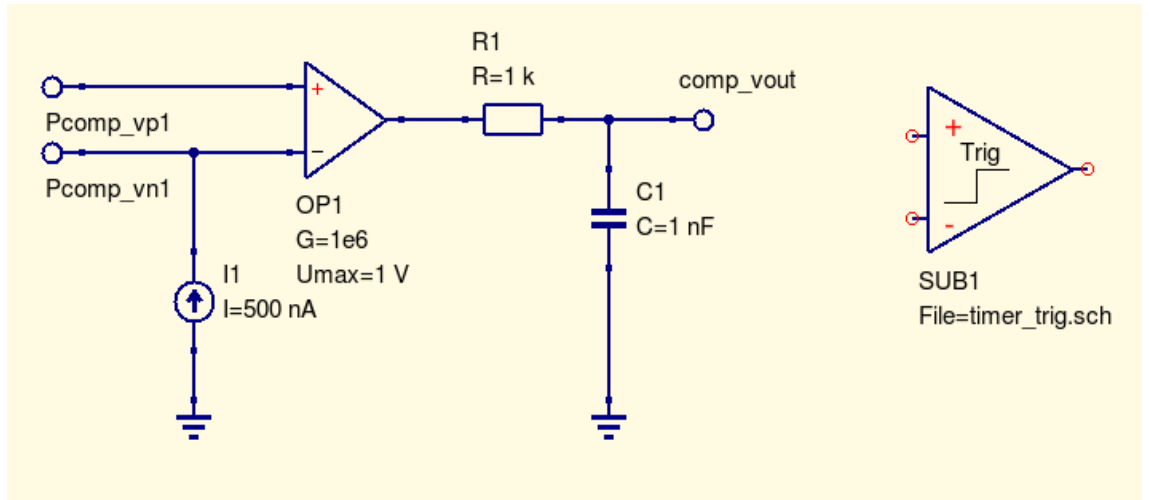 R1
R=1 k
comp_vout
Pcomp_vp1
+
Pcomp_vn1
−
OP1
G=1e6
Umax=1 V
I1
I=500 nA
C1
C=1 nF
+
Trig
-
SUB1
File=timer_trig.sch